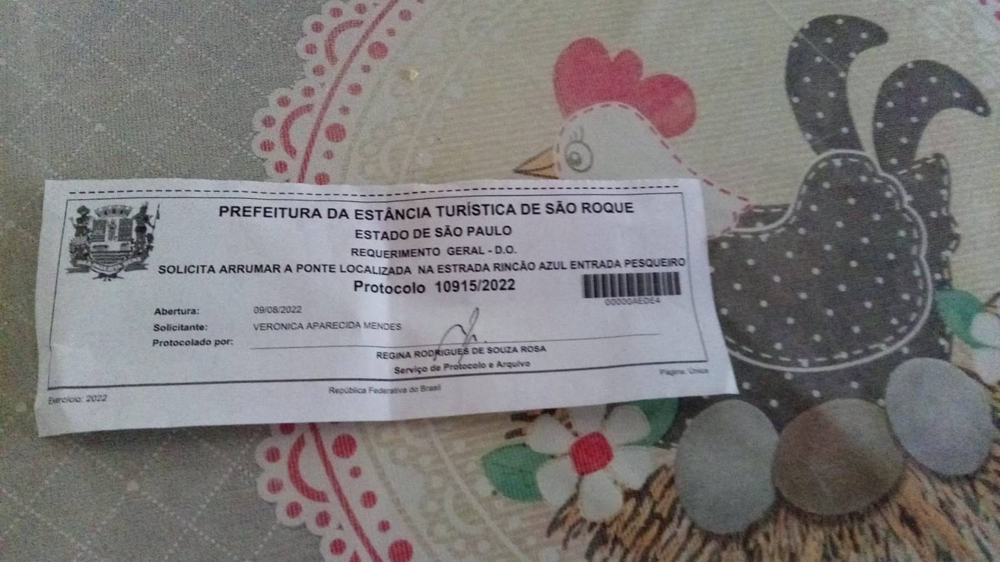 PREFEITURA DA ESTÂNCIA TURÍSTICA DE SÃO ROQUE
ESTADO DE SÃO PAULO
REQUERIMENTO GERAL - D.O.
SOLICITA ARRUMAR A PONTE LOCALIZADA NA ESTRADA RINCÃO AZUL ENTRADA PESQUEIRO
Protocolo 10915/2022
00000AEDE4
Abertura: 09/08/2022
Solicitante: VERONICA APARECIDA MENDES
Protocolado por:
REGINA RODRIGUES DE SOUZA ROSA
Serviço de Protocolo e Arquivo
Exercício: 2022 República Federativa do Brasil Página: Única